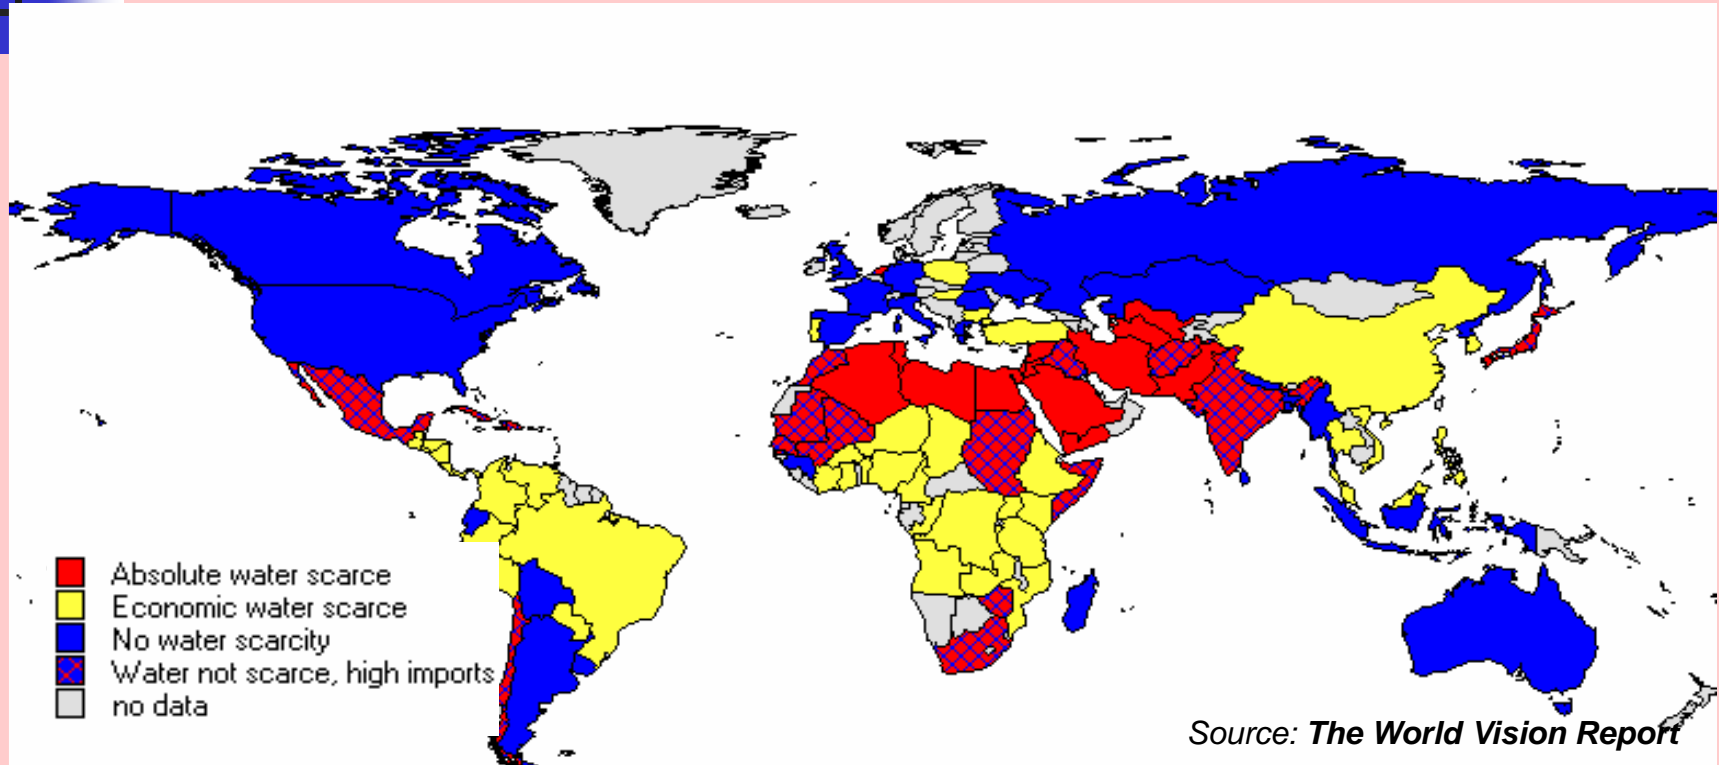 Absolute water scarce
Economic water scarce
No water scarcity
Water not scarce, high imports
no data
Source: The World Vision Report